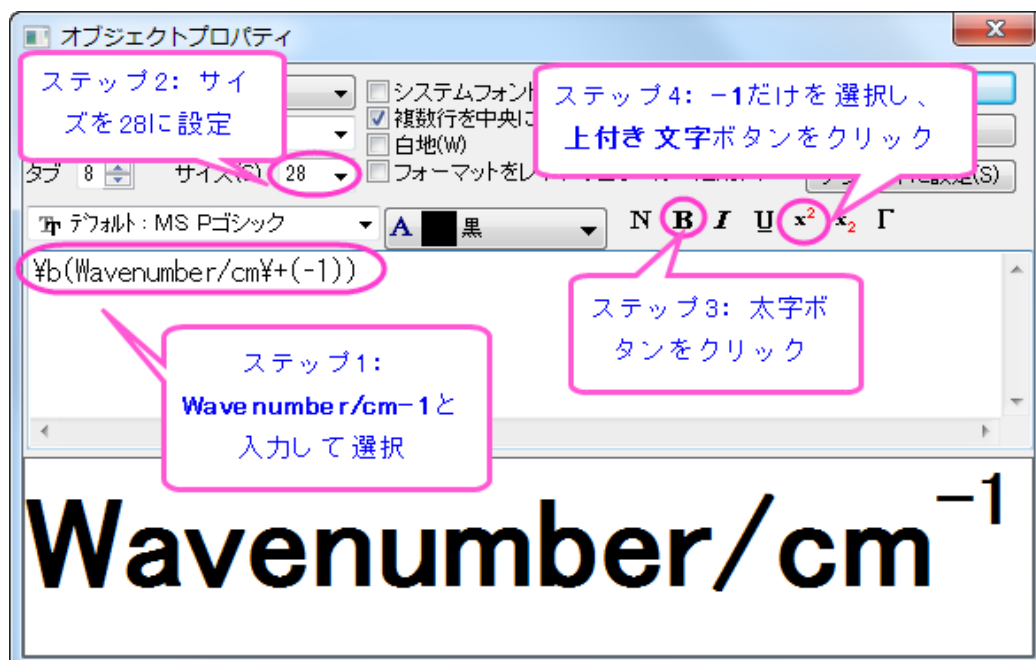 オブジェクトプロパティ
x
ステップ2: サイズを28に設定
システムフォント
複数行を中央に
白地(W)
フォーマットを
ステップ4: -1だけを選択し、
上付き文字ボタンをクリック
タブ 8 サイズ(S) 28
に設定(S)
デフォルト: MS Pゴシック
A 黒
N B I U x² x₂ Γ
¥b(Wavenumber/cm¥+(-1))
ステップ3: 太字ボ
タンをクリック
ステップ1:
Wavenumber/cm-1と
入力して選択
Wavenumber/cm⁻¹